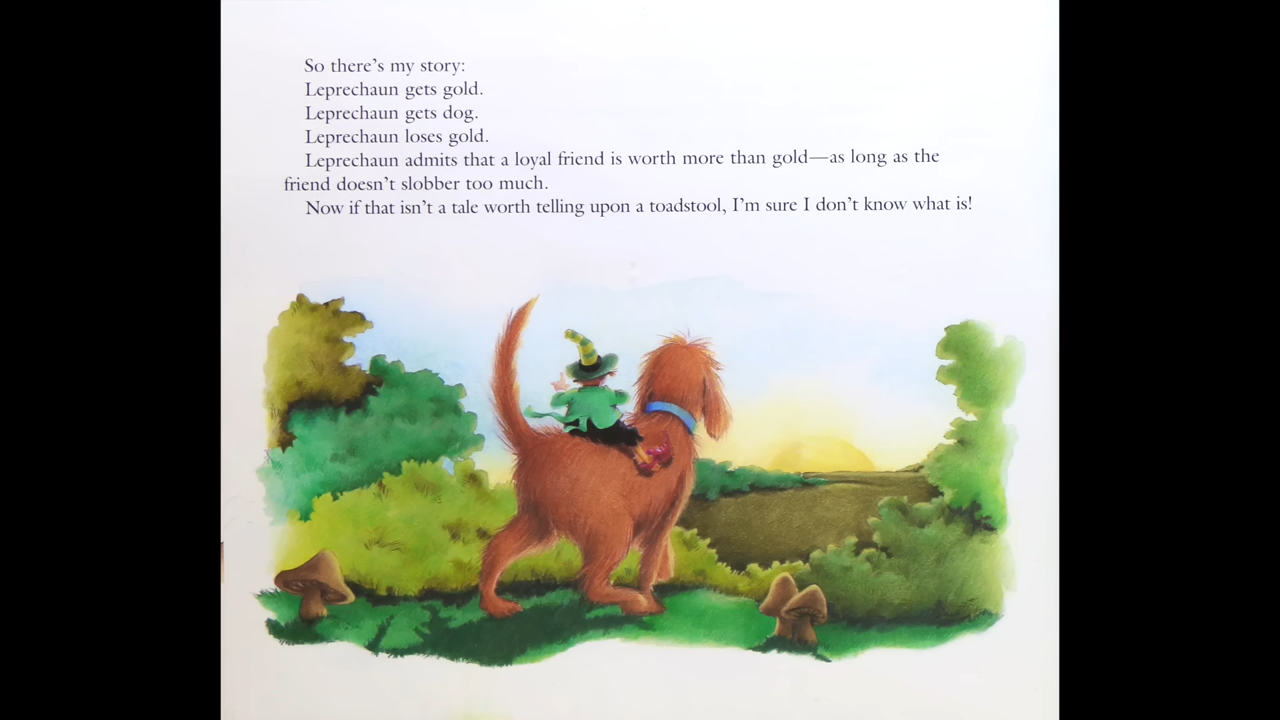 So there's my story:
Leprechaun gets gold.
Leprechaun gets dog.
Leprechaun loses gold.
Leprechaun admits that a loyal friend is worth more than gold—as long as the
friend doesn't slobber too much.
Now if that isn't a tale worth telling upon a toadstool, I'm sure I don't know what is!